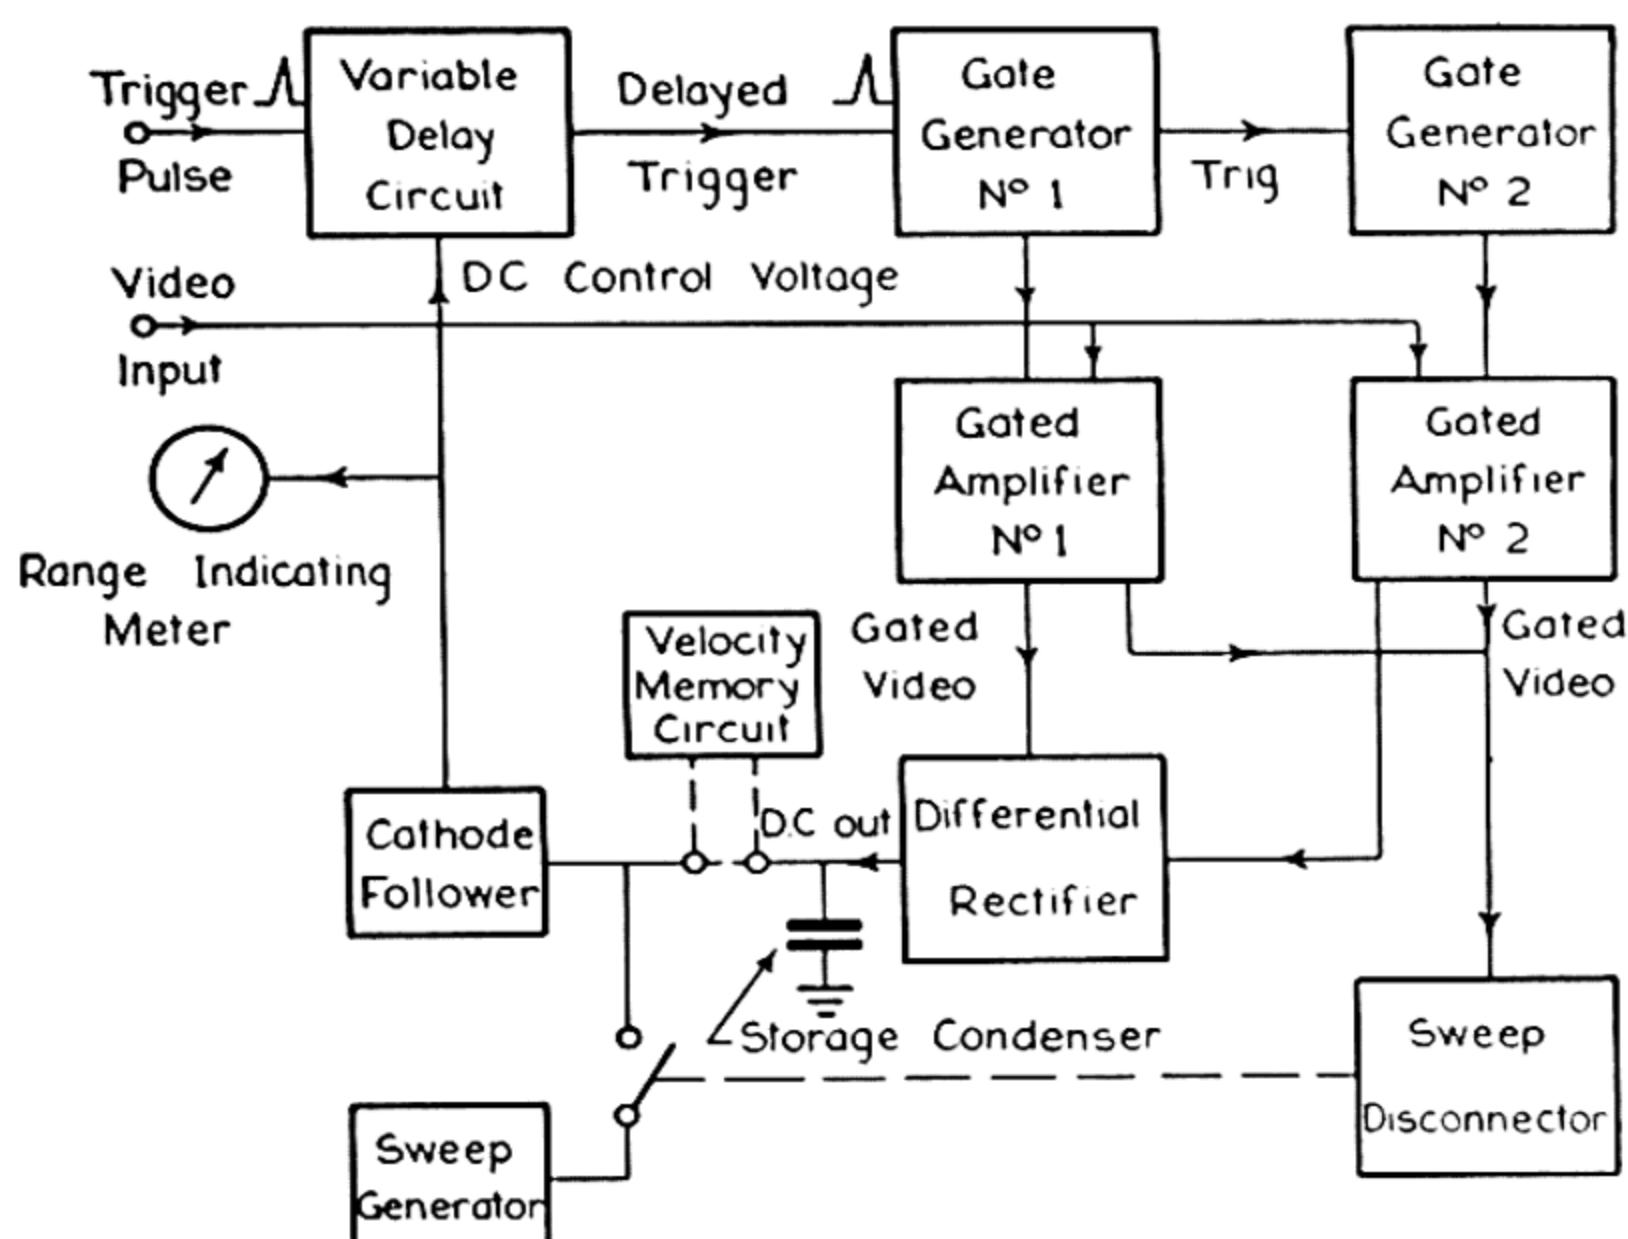 Trigger
Pulse
Variable
Delay
Circuit
Delayed
Trigger
Gate
Generator
Nº 1
Trig
Gate
Generator
Nº 2
Video
Input
DC Control Voltage
Gated
Amplifier
Nº 1
Gated
Amplifier
Nº 2
Range Indicating
Meter
Velocity
Memory
Circuit
Gated
Video
Gated
Video
Cathode
Follower
D.C out
Differential
Rectifier
Storage Condenser
Sweep
Disconnector
Sweep
Generator